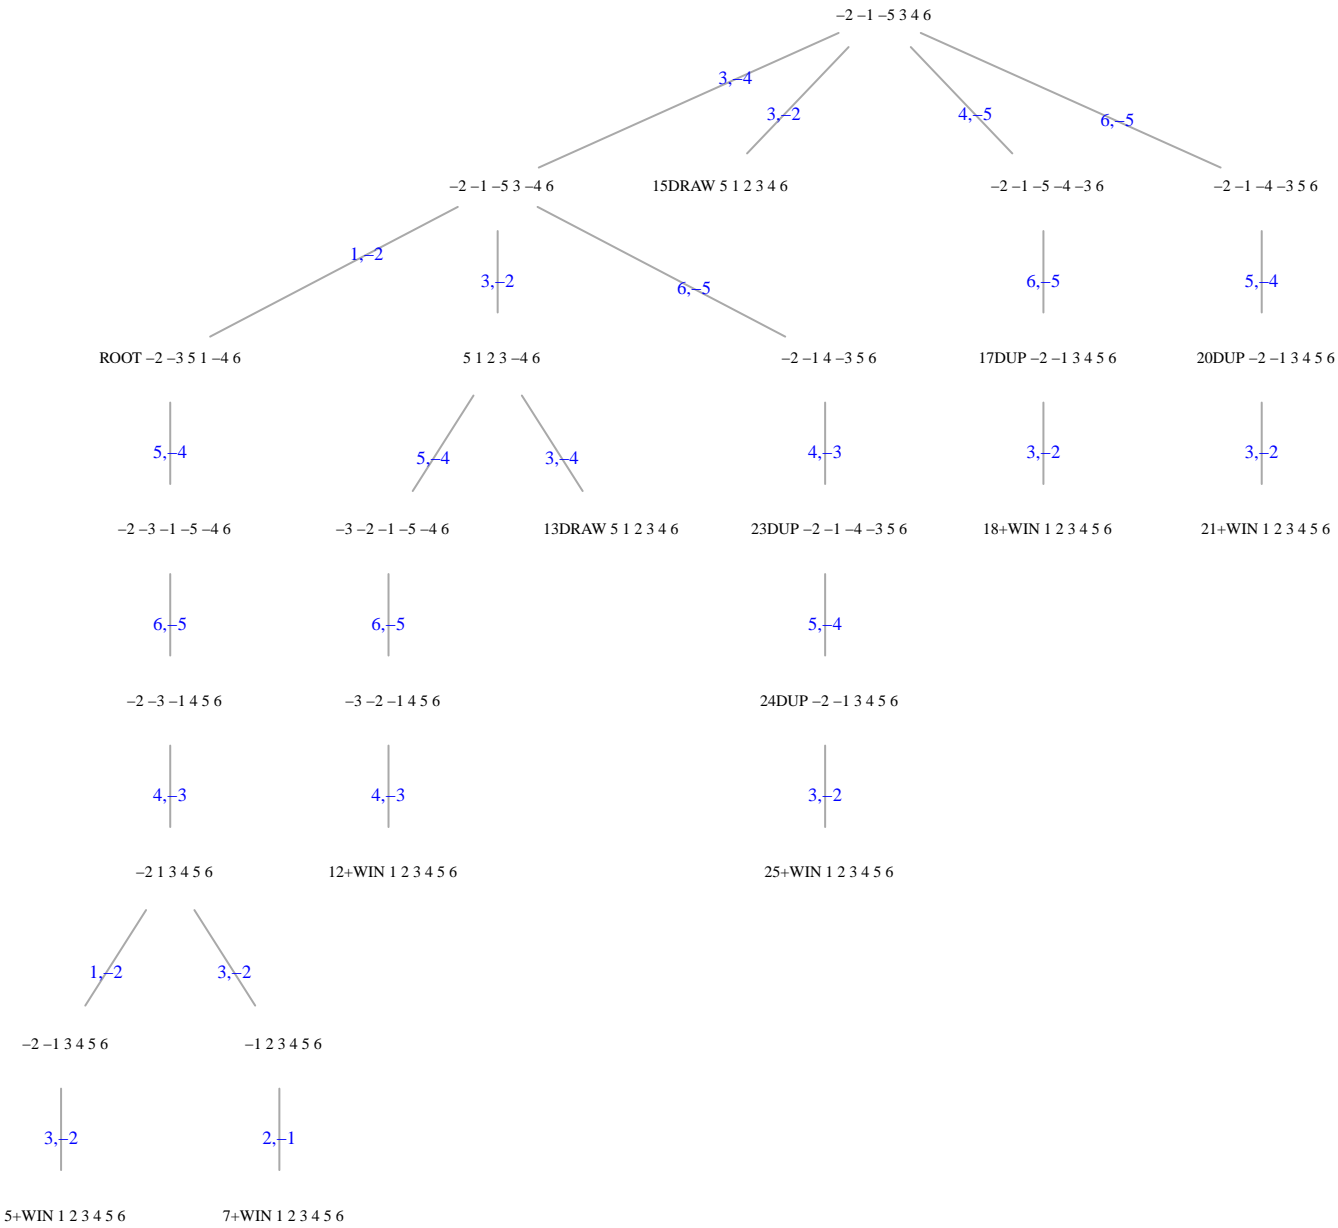 –2 –1 –5 3 4 6
3,–4
3,–2
4,–5
6,–5
–2 –1 –5 3 –4 6
15DRAW 5 1 2 3 4 6
–2 –1 –5 –4 –3 6
–2 –1 –4 –3 5 6
1,–2
3,–2
6,–5
6,–5
5,–4
ROOT –2 –3 5 1 –4 6
5 1 2 3 –4 6
–2 –1 4 –3 5 6
17DUP –2 –1 3 4 5 6
20DUP –2 –1 3 4 5 6
5,–4
5,–4
3,–4
4,–3
3,–2
3,–2
–2 –3 –1 –5 –4 6
–3 –2 –1 –5 –4 6
13DRAW 5 1 2 3 4 6
23DUP –2 –1 –4 –3 5 6
18+WIN 1 2 3 4 5 6
21+WIN 1 2 3 4 5 6
6,–5
6,–5
5,–4
–2 –3 –1 4 5 6
–3 –2 –1 4 5 6
24DUP –2 –1 3 4 5 6
4,–3
4,–3
3,–2
–2 1 3 4 5 6
12+WIN 1 2 3 4 5 6
25+WIN 1 2 3 4 5 6
1,–2
3,–2
–2 –1 3 4 5 6
–1 2 3 4 5 6
3,–2
2,–1
5+WIN 1 2 3 4 5 6
7+WIN 1 2 3 4 5 6